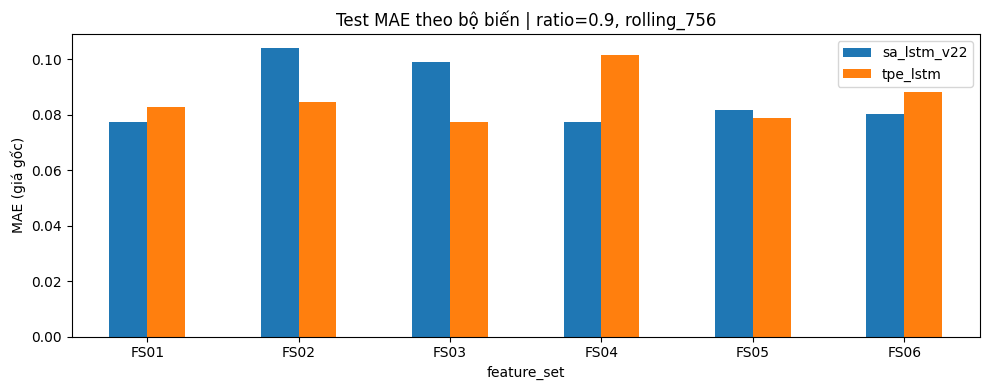 Test MAE theo bộ biến | ratio=0.9, rolling_756
sa_lstm_v22
tpe_lstm
MAE (giá gốc)
0.10
0.08
0.06
0.04
0.02
0.00
FS01 FS02 FS03 FS04 FS05 FS06
feature_set